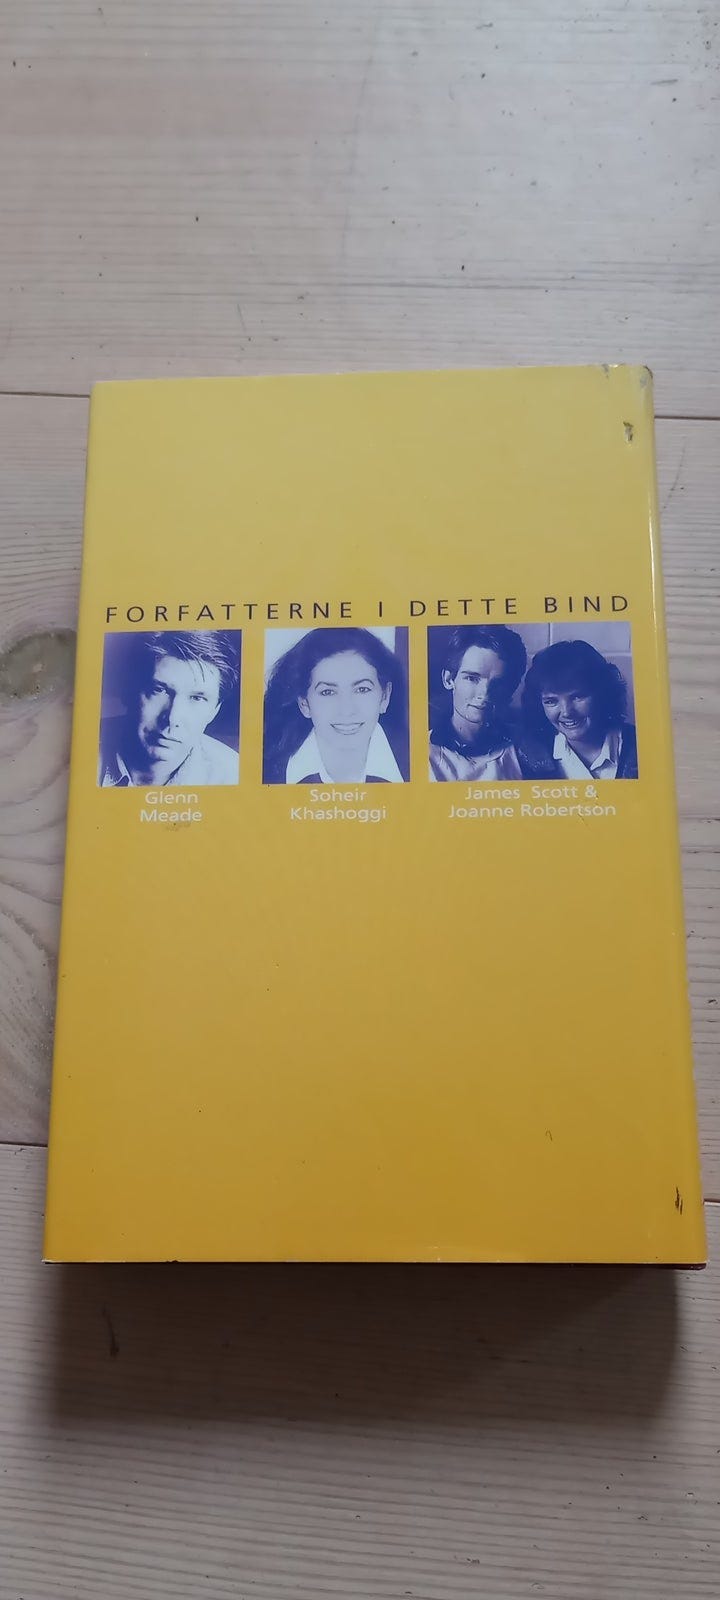 FORFATTERNE I DETTE BIND
Glenn
Meade
Soheir
Khashoggi
James Scott &
Joanne Robertson